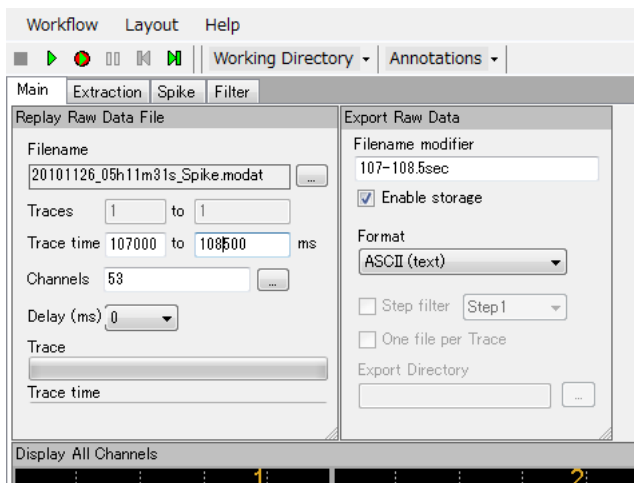 Workflow Layout Help
Working Directory Annotations
Main Extraction Spike Filter
Replay Raw Data File
Filename
20101126_05h11m31s_Spike.modat ...
Traces 1 to 1
Trace time 107000 to 108500 ms
Channels 53 ...
Delay (ms) 0
Trace
Trace time
Export Raw Data
Filename modifier
107-108.5sec
Enable storage
Format
ASCII (text)
Step filter Step1
One file per Trace
Export Directory
...
Display All Channels
1 2